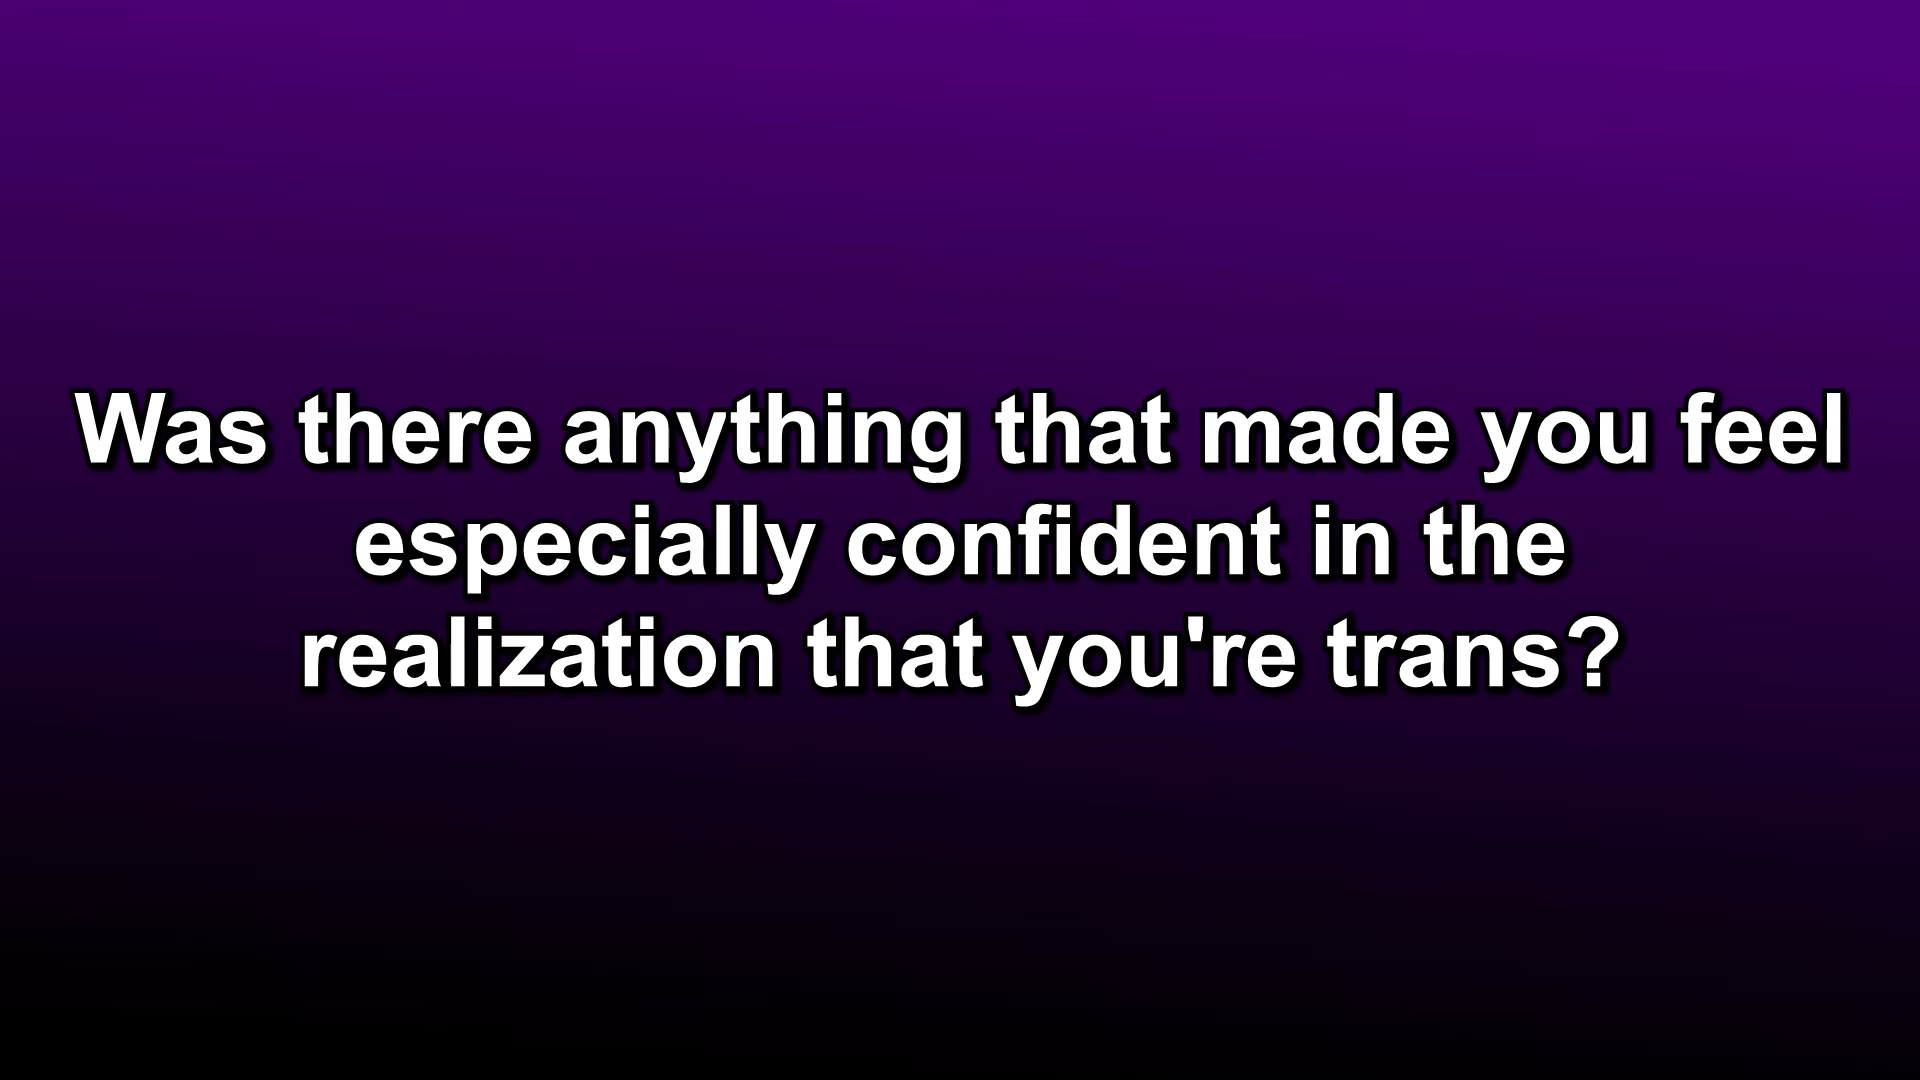 Was there anything that made you feel
especially confident in the
realization that you're trans?